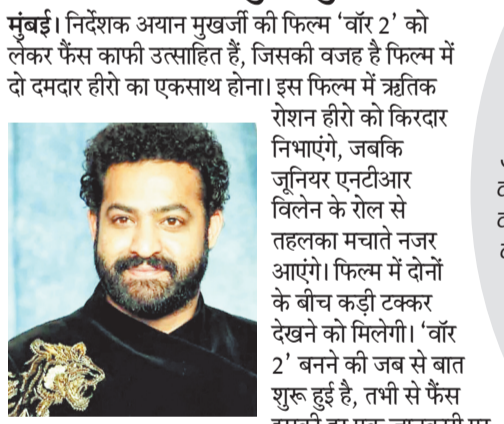 मुंबई। निर्देशक अयान मुखर्जी की फिल्म ‘वॉर 2’ को
लेकर फैंस काफी उत्साहित हैं, जिसकी वजह है फिल्म में
दो दमदार हीरो का एकसाथ होना। इस फिल्म में ऋतिक
रोशन हीरो को किरदार
निभाएंगे, जबकि
जूनियर एनटीआर
विलेन के रोल से
तहलका मचाते नजर
आएंगे। फिल्म में दोनों
के बीच कड़ी टक्कर
देखने को मिलेगी। ‘वॉर
2’ बनने की जब से बात
शुरू हुई है, तभी से फैंस